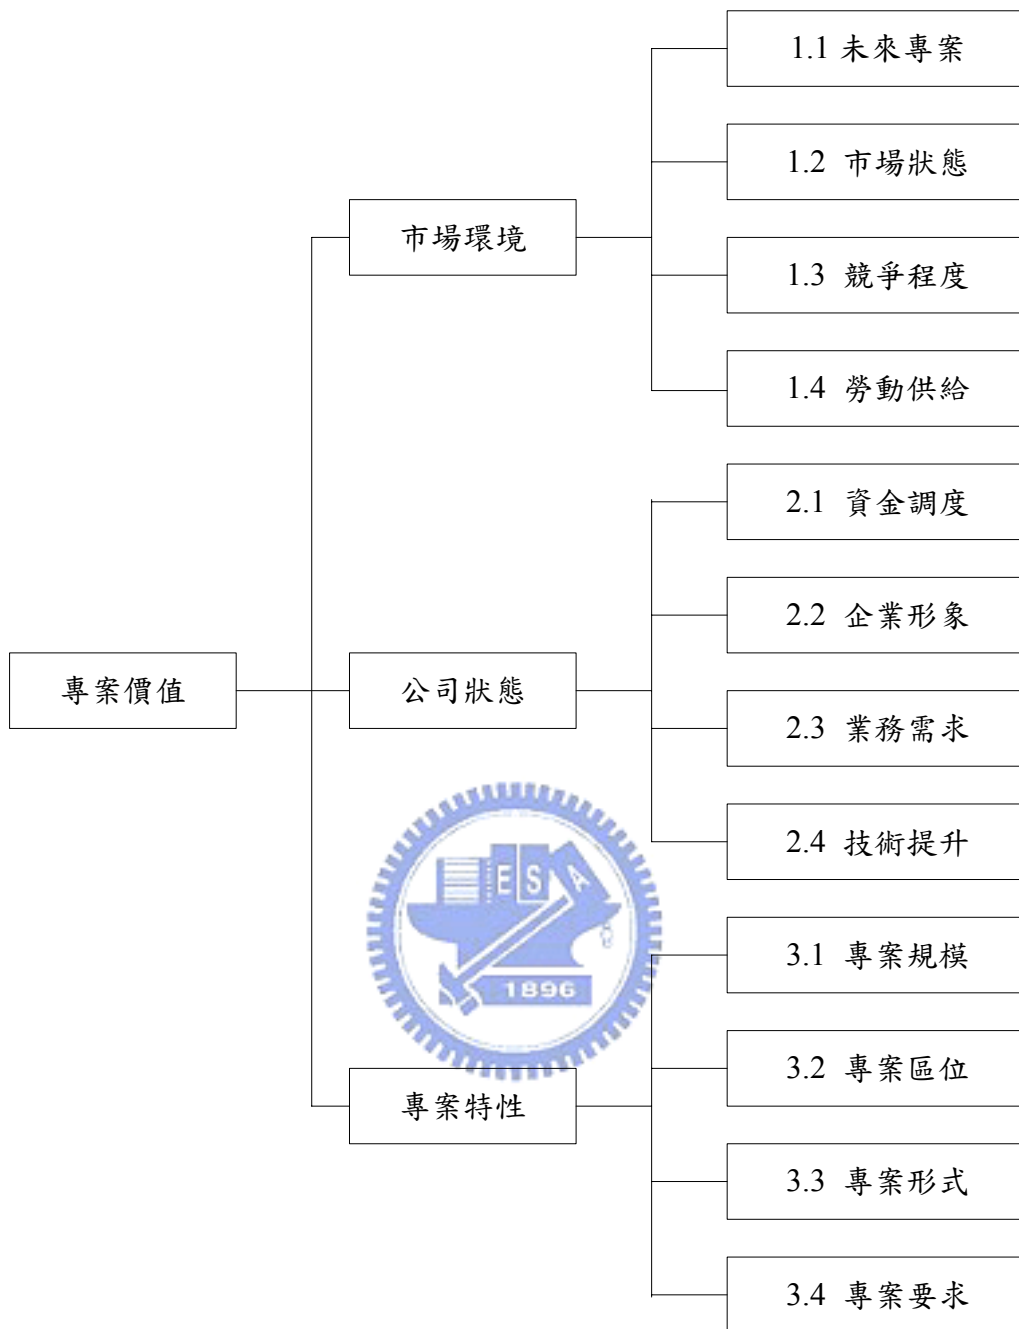 1.1 未來專案
1.2 市場狀態
市場環境
1.3 競爭程度
1.4 勞動供給
2.1 資金調度
2.2 企業形象
專案價值
公司狀態
2.3 業務需求
2.4 技術提升
ESA
1896
3.1 專案規模
3.2 專案區位
專案特性
3.3 專案形式
3.4 專案要求